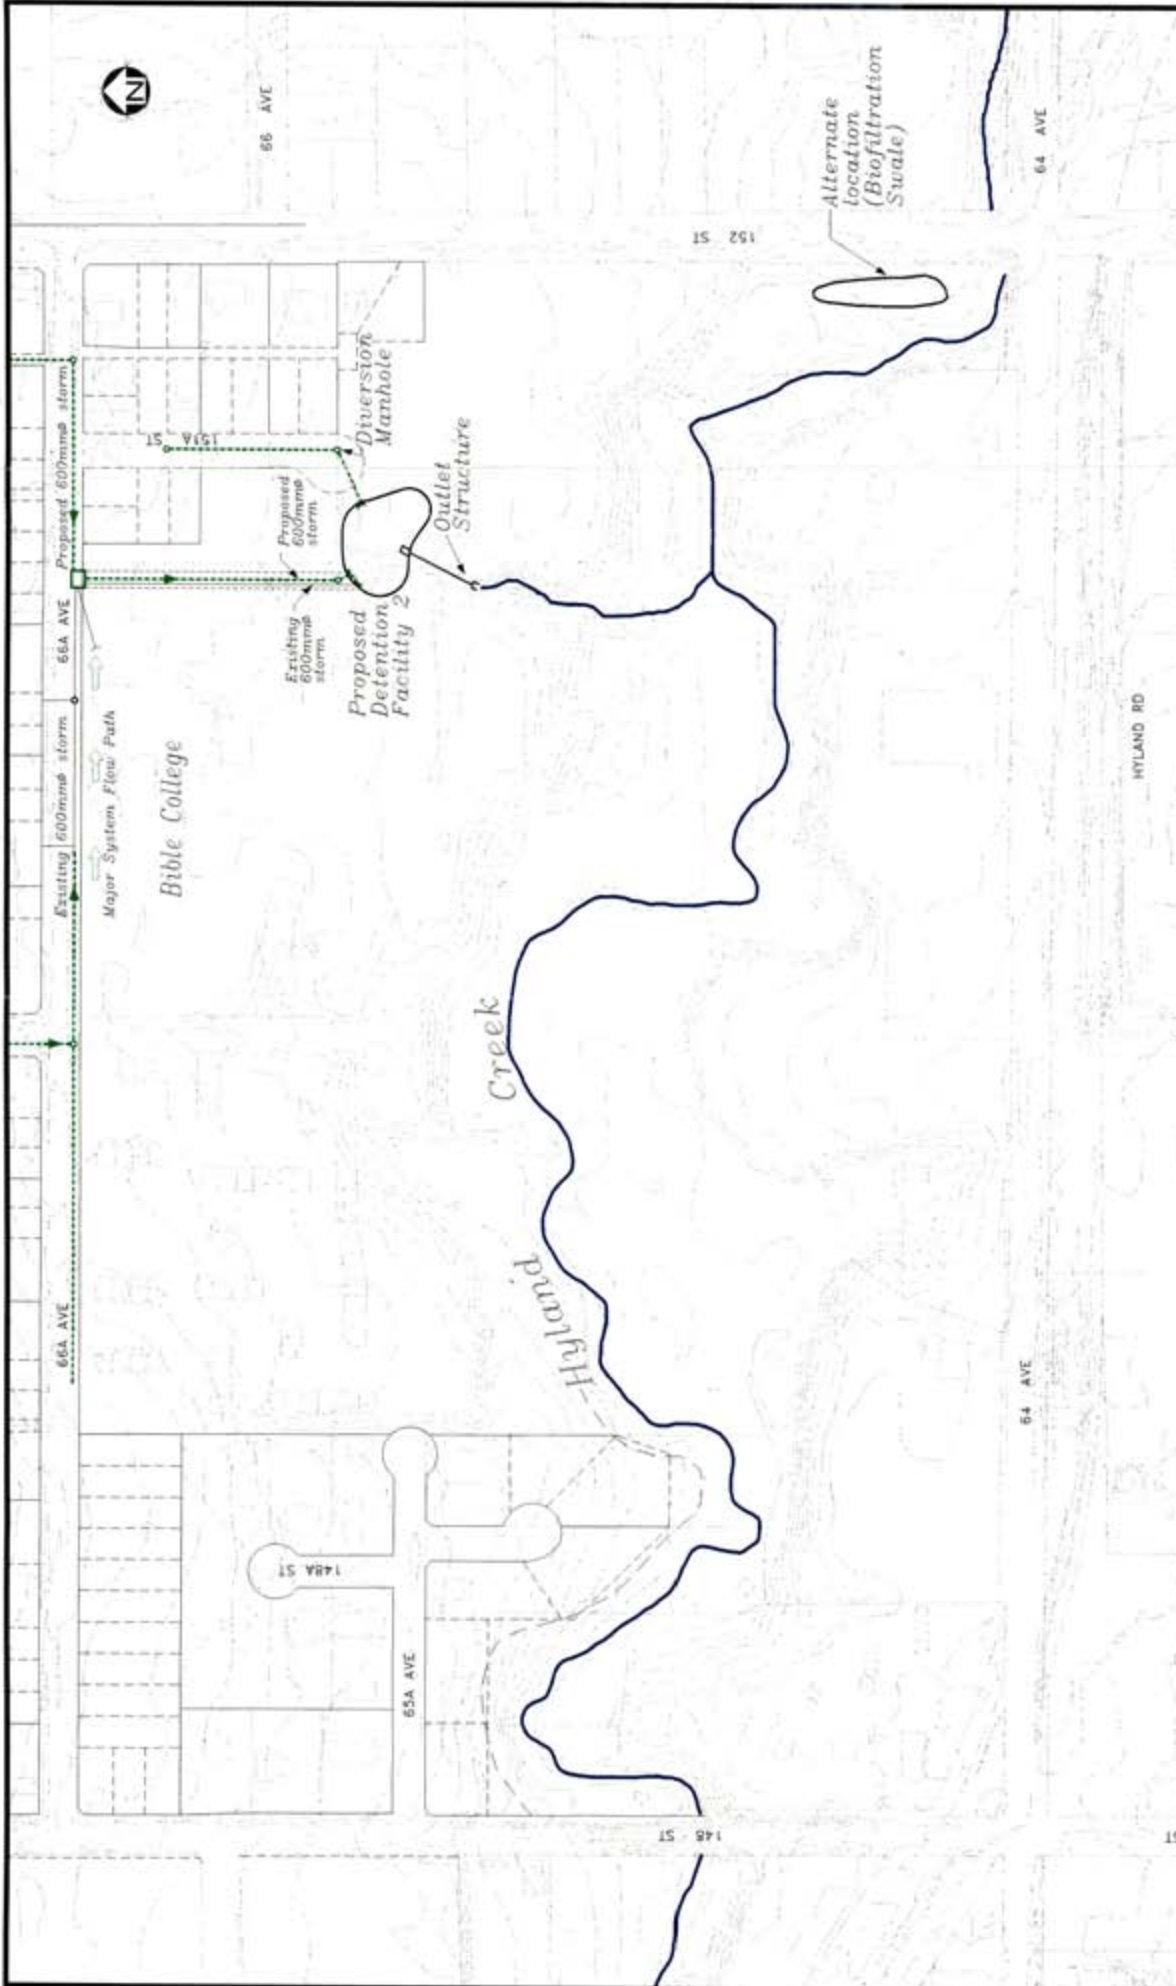 N
66 AVE
64 AVE
152 ST
Alternate
location
(Biofiltration
Swale)
Proposed 600mmø storm
151A ST
Diversion
Manhole
Proposed
600mmø
storm
Outlet
Structure
66A AVE
Existing
600mmø
storm
Proposed
Detention
Facility 2
Existing 600mmø storm
Major System Flow Path
Bible College
HYLAND RD
Hyland
Creek
66A AVE
64 AVE
148A ST
65A AVE
148 ST
ST